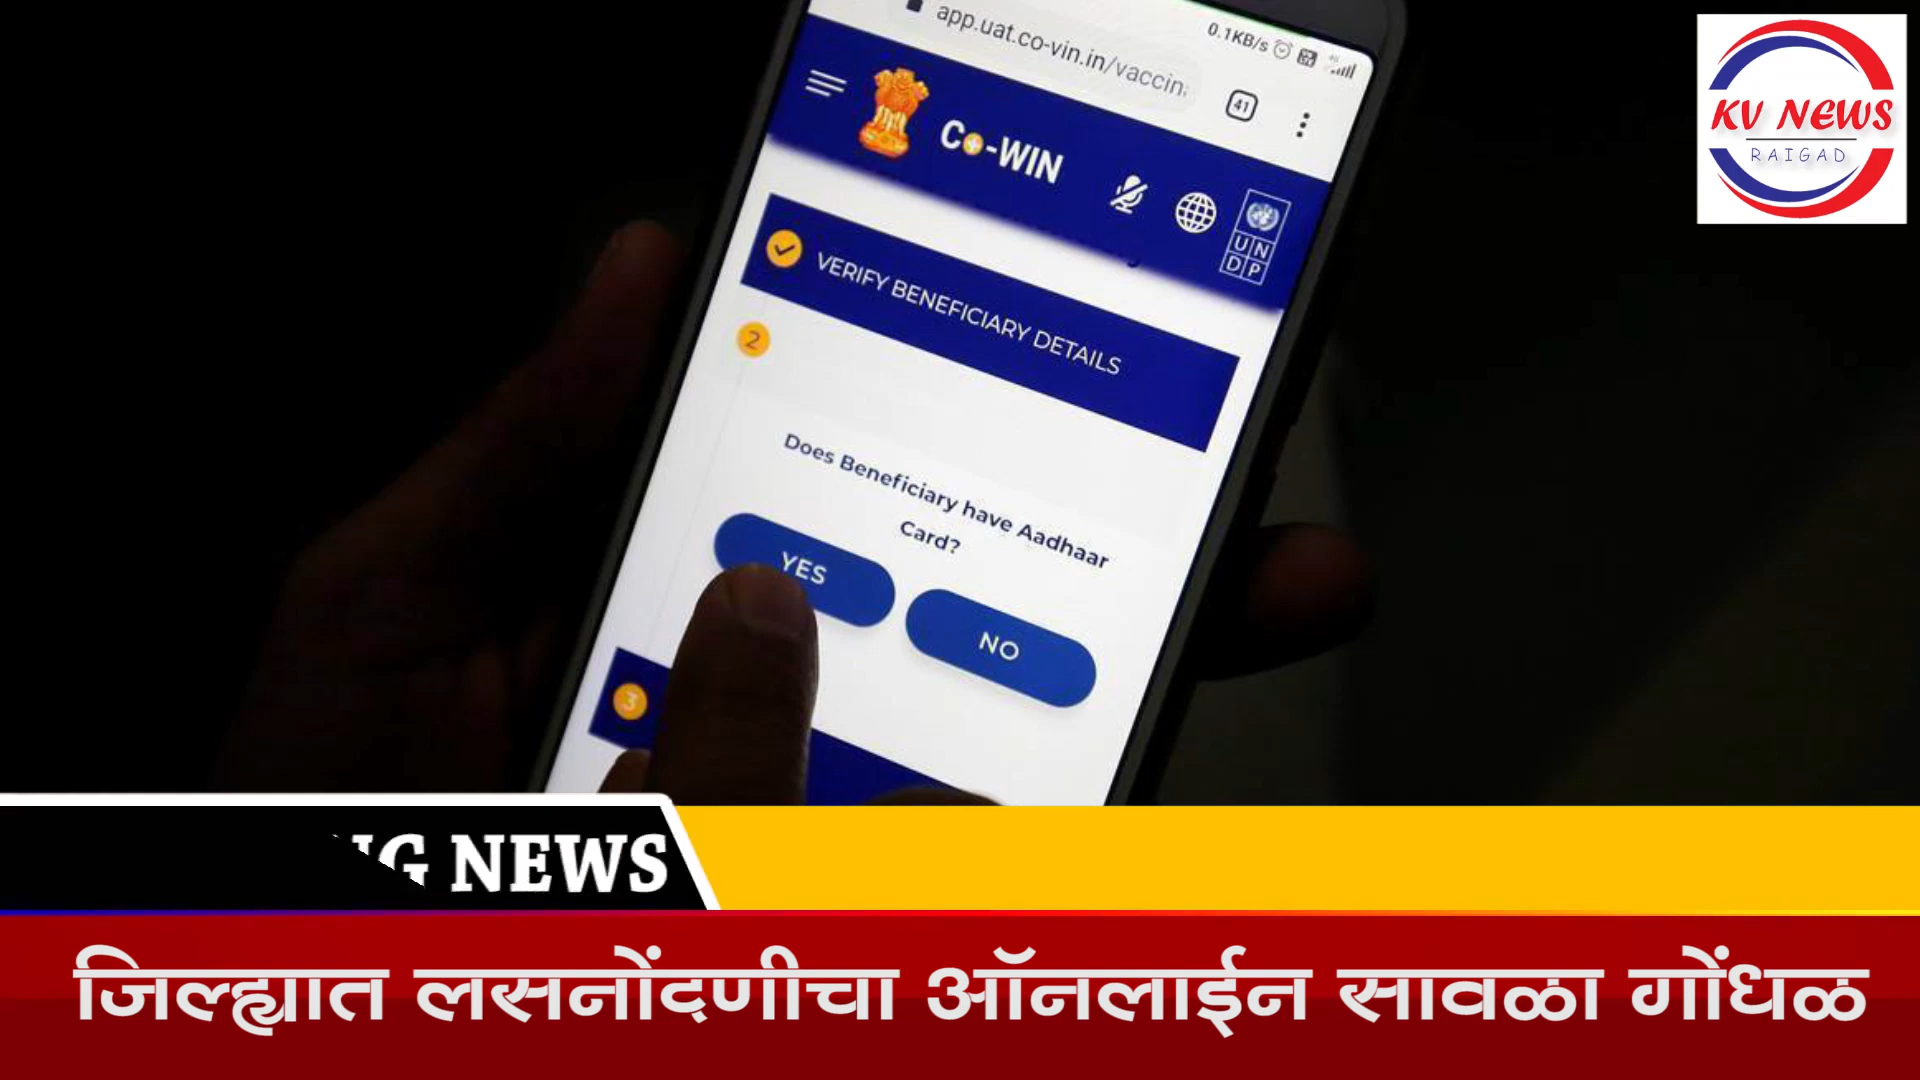 app.uat.co-vin.in/vaccin
0.1KB/s
41
Co-WIN
UN
DP
VERIFY BENEFICIARY DETAILS
2
Does Beneficiary have Aadhaar
Card?
YES
NO
3
KV NEWS
RAIGAD
NEWS
जिल्ह्यात लसनोंदणीचा ऑनलाईन सावळा गोंधळ